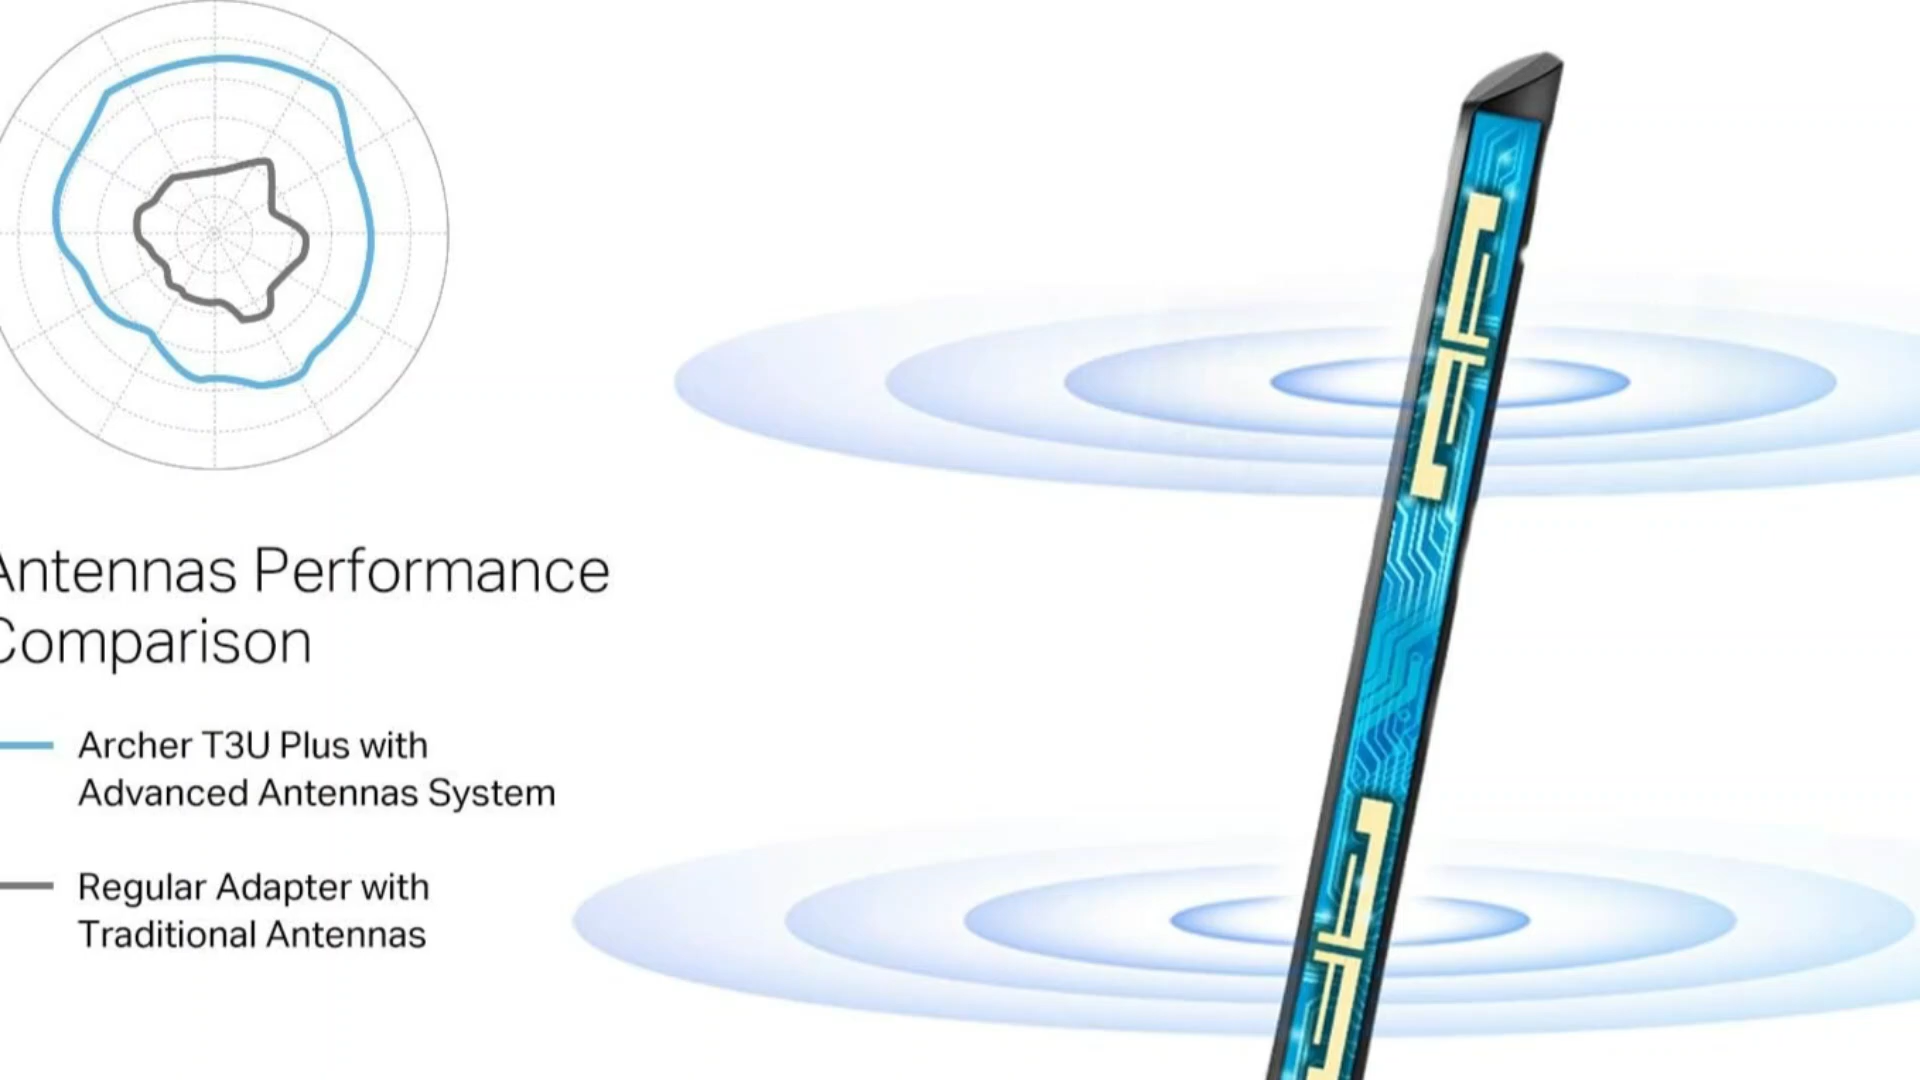 Antennas Performance
Comparison
Archer T3U Plus with
Advanced Antennas System
Regular Adapter with
Traditional Antennas